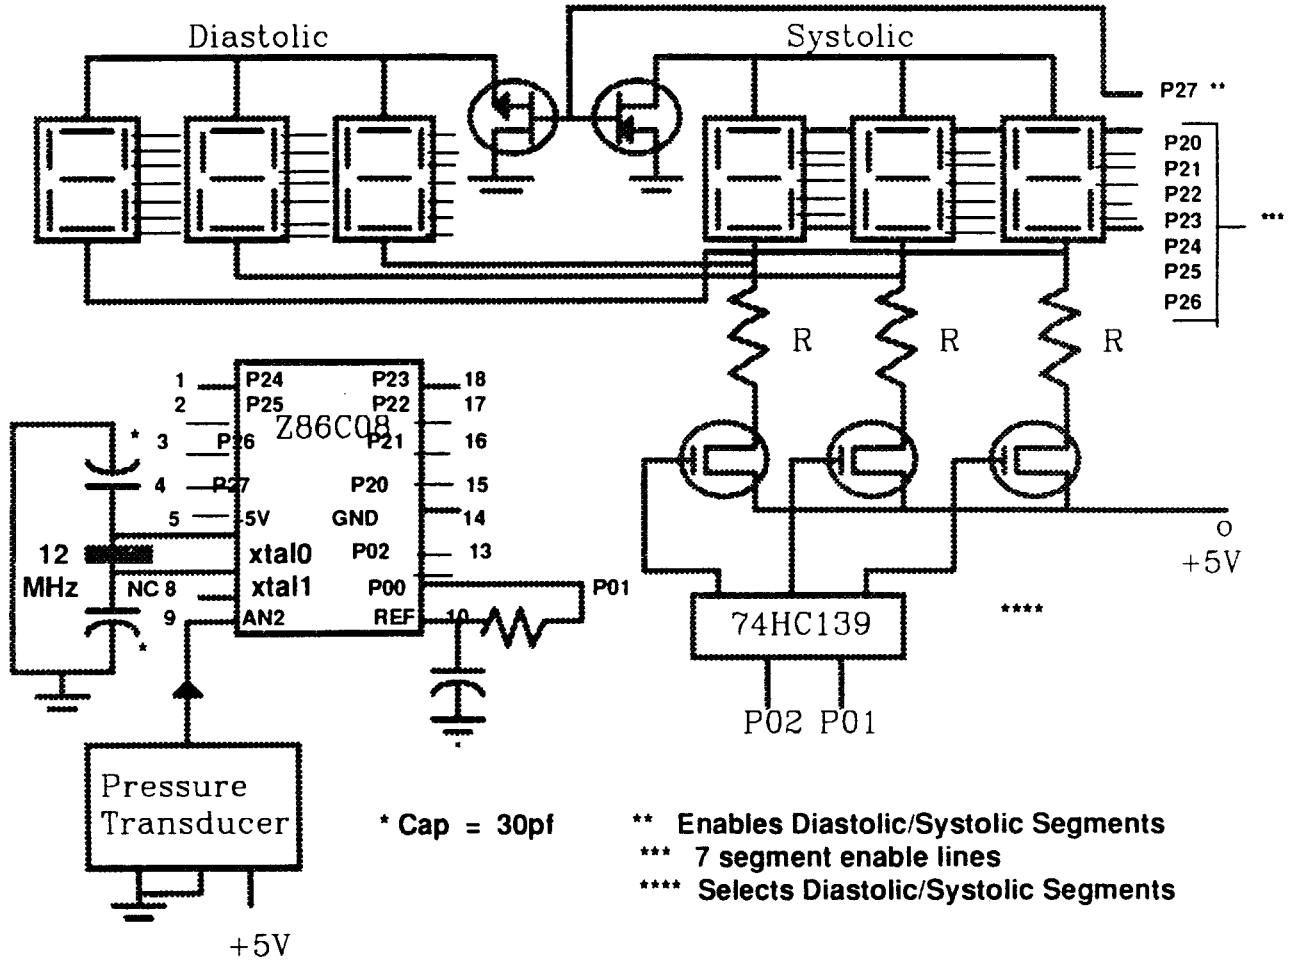 Diastolic
Systolic
P27 **
P20
P21
P22
P23
***
P24
P25
P26
R
R
R
1 P24 P23 18
2 P25 P22 17
Z86C08
* 3 P26 P21 16
4 P27 P20 15
5 5V GND 14
12 MHz
xtal0 P02 13
NC 8 xtal1 P00 P01
9 AN2 REF 10
*
+5V
74HC139
****
P02 P01
Pressure
Transducer
+5V
* Cap = 30pf
** Enables Diastolic/Systolic Segments
*** 7 segment enable lines
**** Selects Diastolic/Systolic Segments